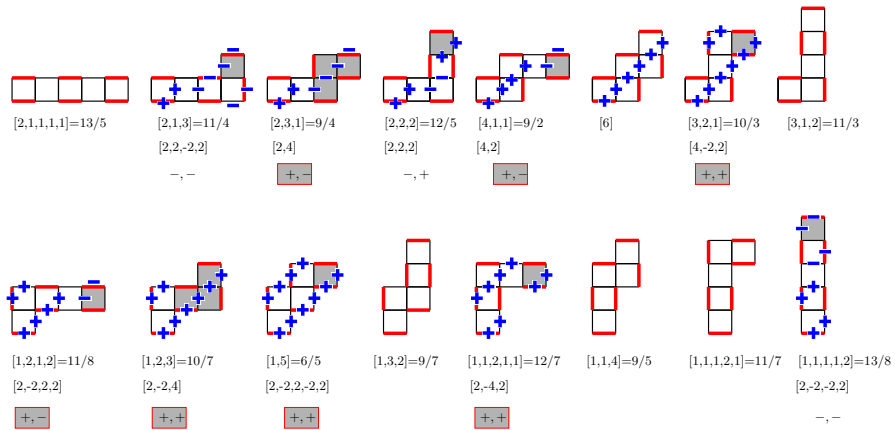 [2,1,1,1,1]=13/5 [2,1,3]=11/4 [2,3,1]=9/4 [2,2,2]=12/5 [4,1,1]=9/2 [6] [3,2,1]=10/3 [3,1,2]=11/3
[2,2,-2,2] [2,4] [2,2,2] [4,2] [4,-2,2]
−,− +,− −,+ +,− +,+
[1,2,1,2]=11/8 [1,2,3]=10/7 [1,5]=6/5 [1,3,2]=9/7 [1,1,2,1,1]=12/7 [1,1,4]=9/5 [1,1,1,2,1]=11/7 [1,1,1,1,2]=13/8
[2,-2,2,2] [2,-2,4] [2,-2,2,-2,2] [2,-4,2] [2,-2,-2,2]
+,− +,+ +,+ +,+ −,−